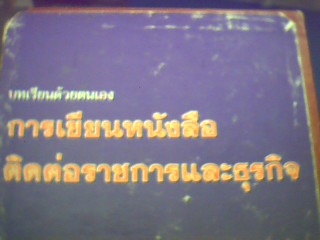 บทเรียนด้วยตนเอง
การเขียนหนังสือ
ติดต่อราชการและธุรกิจ